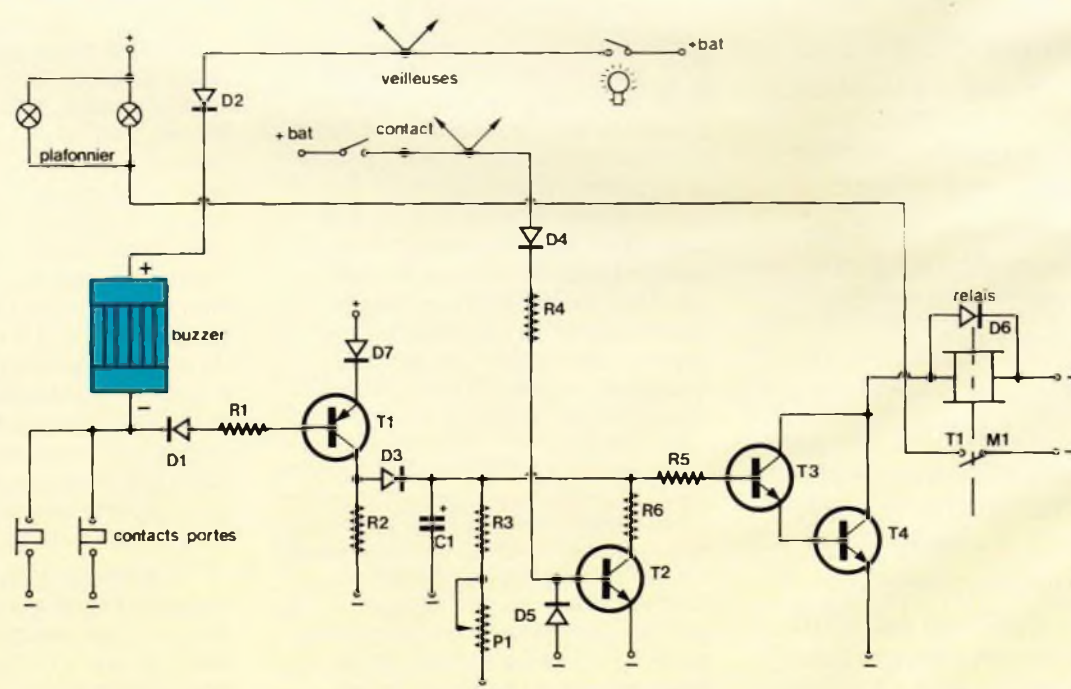 +
D2
veilleuses
+bat
plafonnier
+bat
contact
D4
+
buzzer
R4
relais
D6
+
D7
−
R1
T1
D1
D3
T1
M1
−
−
R5
T3
contacts portes
R2
+
C1
R3
R6
T4
T2
D5
P1
−
−
−
−
−
−
−